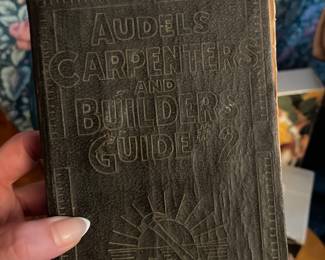 AUDELS
CARPENTERS
AND
BUILDERS
GUIDE #2